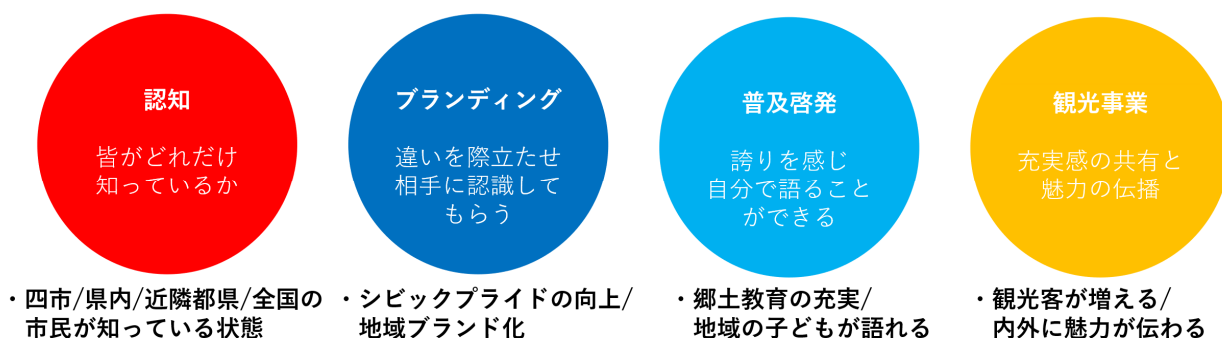 認知
皆がどれだけ
知っているか
ブランディング
違いを際立たせ
相手に認識して
もらう
普及啓発
誇りを感じ
自分で語ること
ができる
観光事業
充実感の共有と
魅力の伝播
・四市/県内/近隣都県/全国の
市民が知っている状態
・シビックプライドの向上/
地域ブランド化
・郷土教育の充実/
地域の子どもが語れる
・観光客が増える/
内外に魅力が伝わる